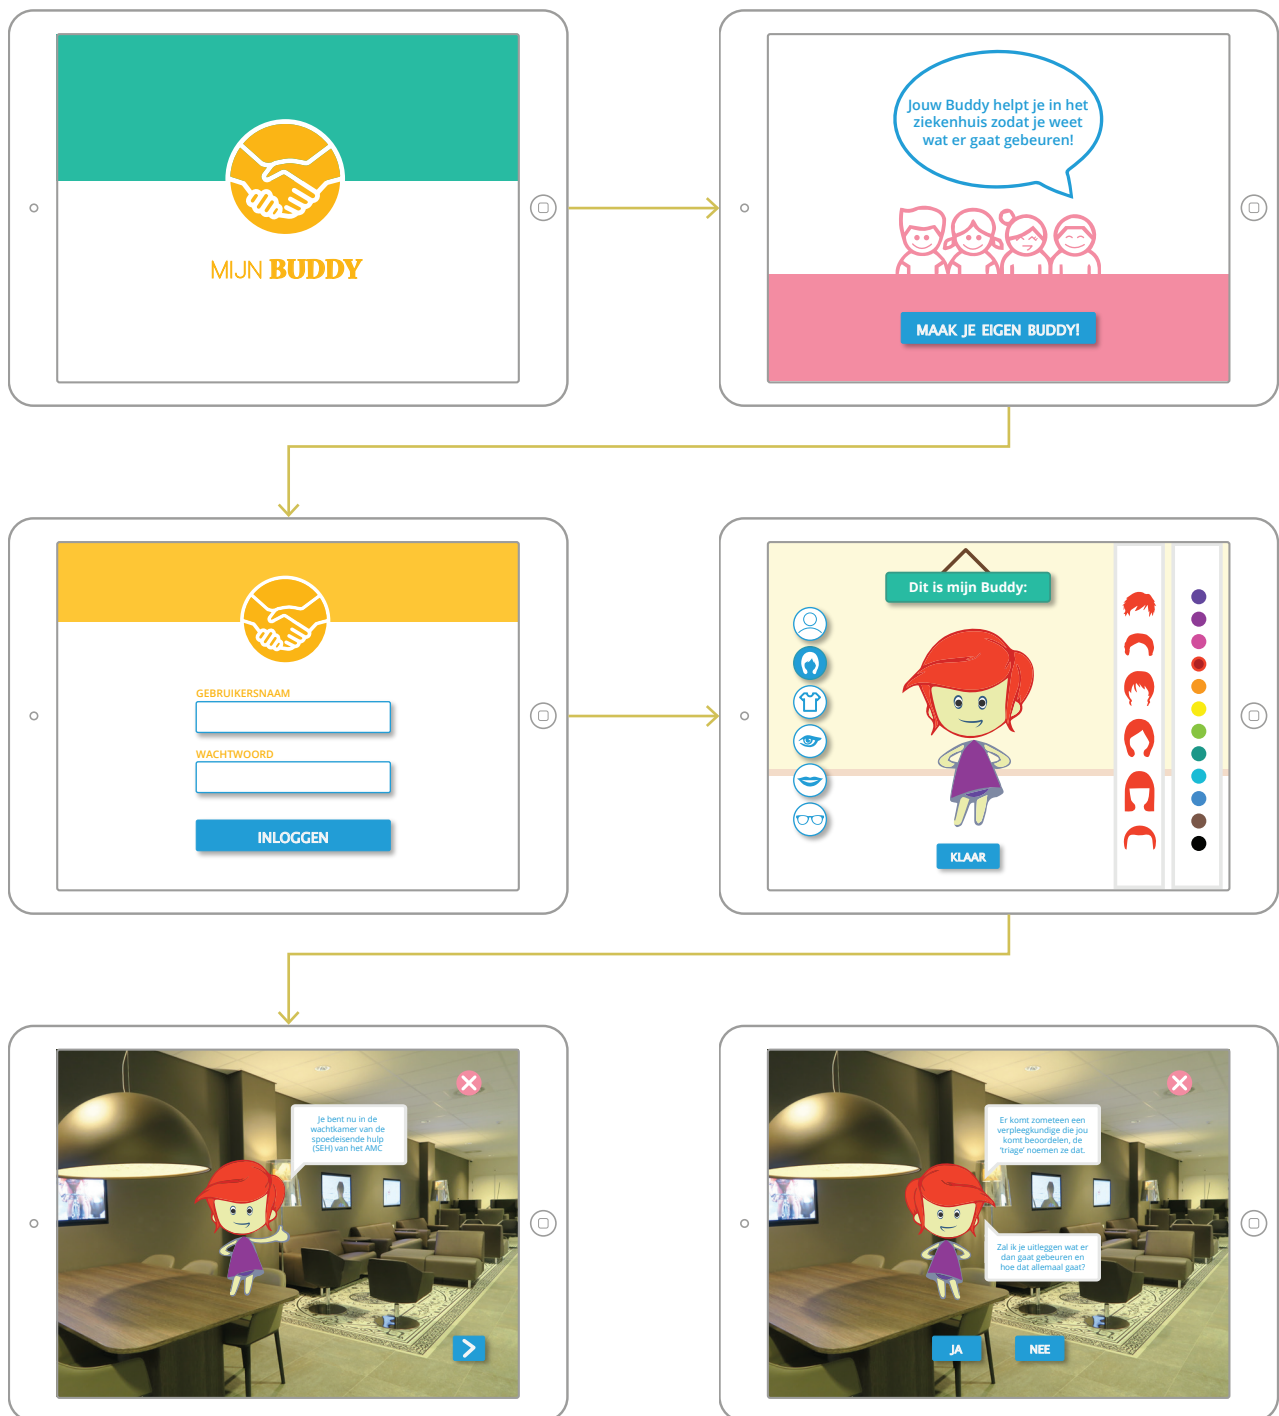 MIJN BUDDY
Jouw Buddy helpt je in het
ziekenhuis zodat je weet
wat er gaat gebeuren!
MAAK JE EIGEN BUDDY!
GEBRUIKERSNAAM
WACHTWOORD
INLOGGEN
Dit is mijn Buddy:
KLAAR
Je bent nu in de
wachtkamer van de
spoedeisende hulp
(SEH) van het AMC
Er komt zometeen een
verpleegkundige die jou
komt beoordelen, de
‘triage’ noemen ze dat.
Zal ik je uitleggen wat er
dan gaat gebeuren en
hoe dat allemaal gaat?
JA
NEE